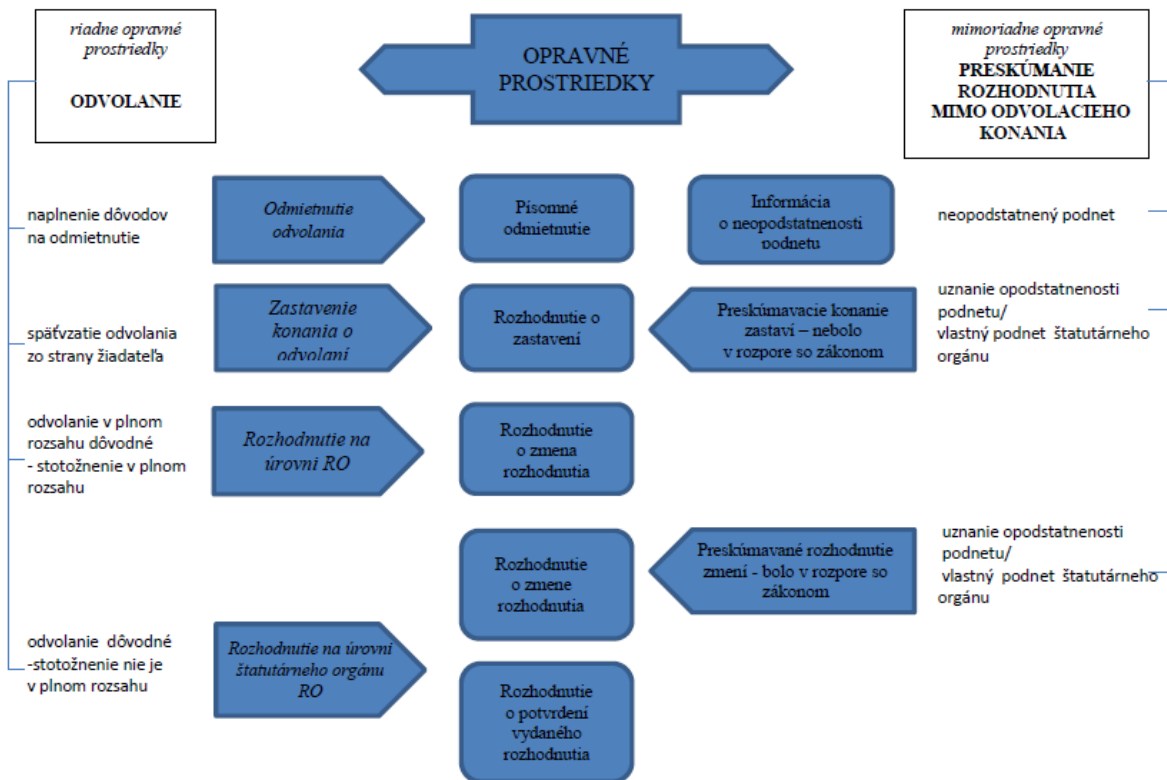 riadne opravné
prostriedky
ODVOLANIE
OPRAVNÉ
PROSTRIEDKY
mimoriadne opravné
prostriedky
PRESKÚMANIE
ROZHODNUTIA
MIMO ODVOLACIEHO
KONANIA
naplnenie dôvodov
na odmietnutie
Odmietnutie
odvolania
Písomné
odmietnutie
Informácia
o neopodstatnenosti
podnetu
neopodstatnený podnet
späťvzatie odvolania
zo strany žiadateľa
Zastavenie
konania o
odvolaní
Rozhodnutie o
zastavení
Preskúmavacie konanie
zastaví – nebolo
v rozpore so zákonom
uznanie opodstatnenosti
podnetu/
vlastný podnet štatutárneho
orgánu
odvolanie v plnom
rozsahu dôvodné
- stotožnenie v plnom
rozsahu
Rozhodnutie na
úrovni RO
Rozhodnutie
o zmena
rozhodnutia
Rozhodnutie
o zmene
rozhodnutia
Preskúmavané rozhodnutie
zmení - bolo v rozpore so
zákonom
uznanie opodstatnenosti
podnetu/
vlastný podnet štatutárneho
orgánu
odvolanie dôvodné
-stotožnenie nie je
v plnom rozsahu
Rozhodnutie na úrovni
štatutárneho orgánu
RO
Rozhodnutie
o potvrdení
vydaného
rozhodnutia